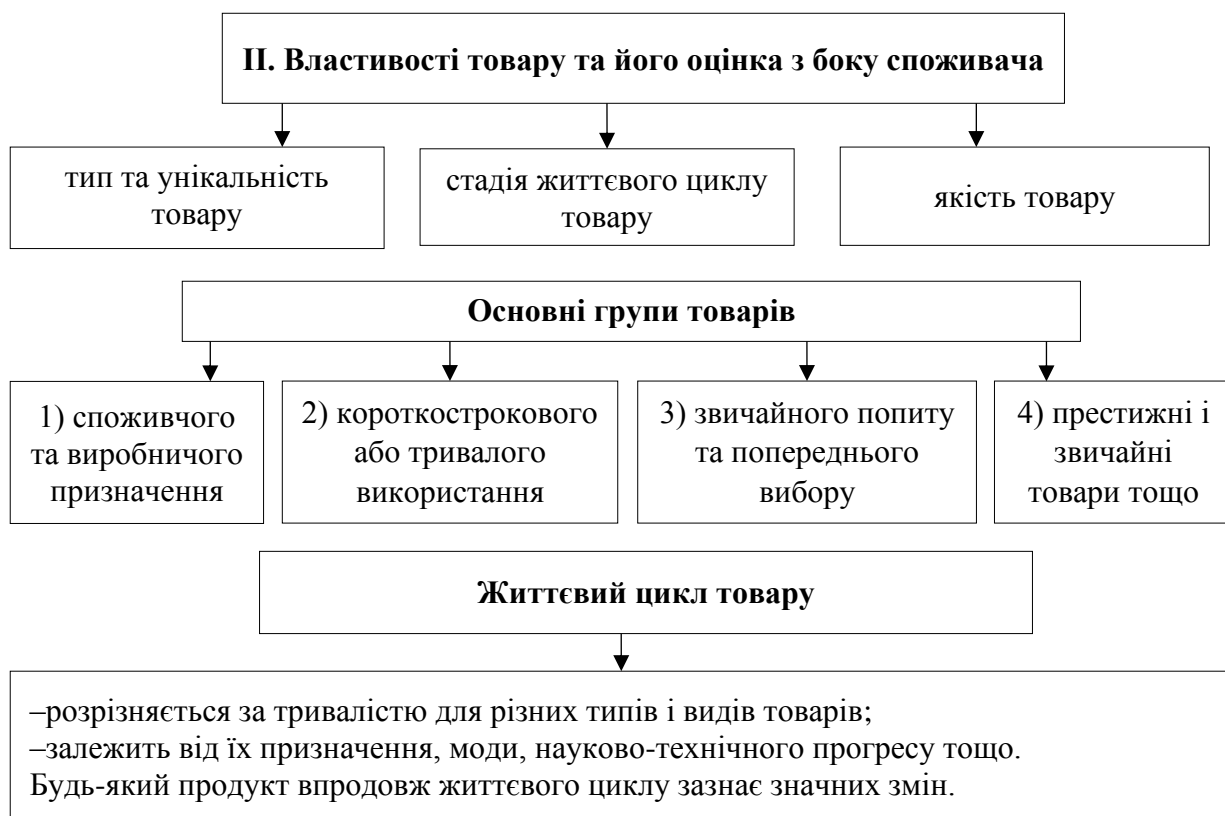 ІІ. Властивості товару та його оцінка з боку споживача
тип та унікальність
товару
стадія життєвого циклу
товару
якість товару
Основні групи товарів
1) споживчого
та виробничого
призначення
2) короткострокового
або тривалого
використання
3) звичайного попиту
та попереднього
вибору
4) престижні і
звичайні
товари тощо
Життєвий цикл товару
–розрізняється за тривалістю для різних типів і видів товарів;
–залежить від їх призначення, моди, науково-технічного прогресу тощо.
Будь-який продукт впродовж життєвого циклу зазнає значних змін.